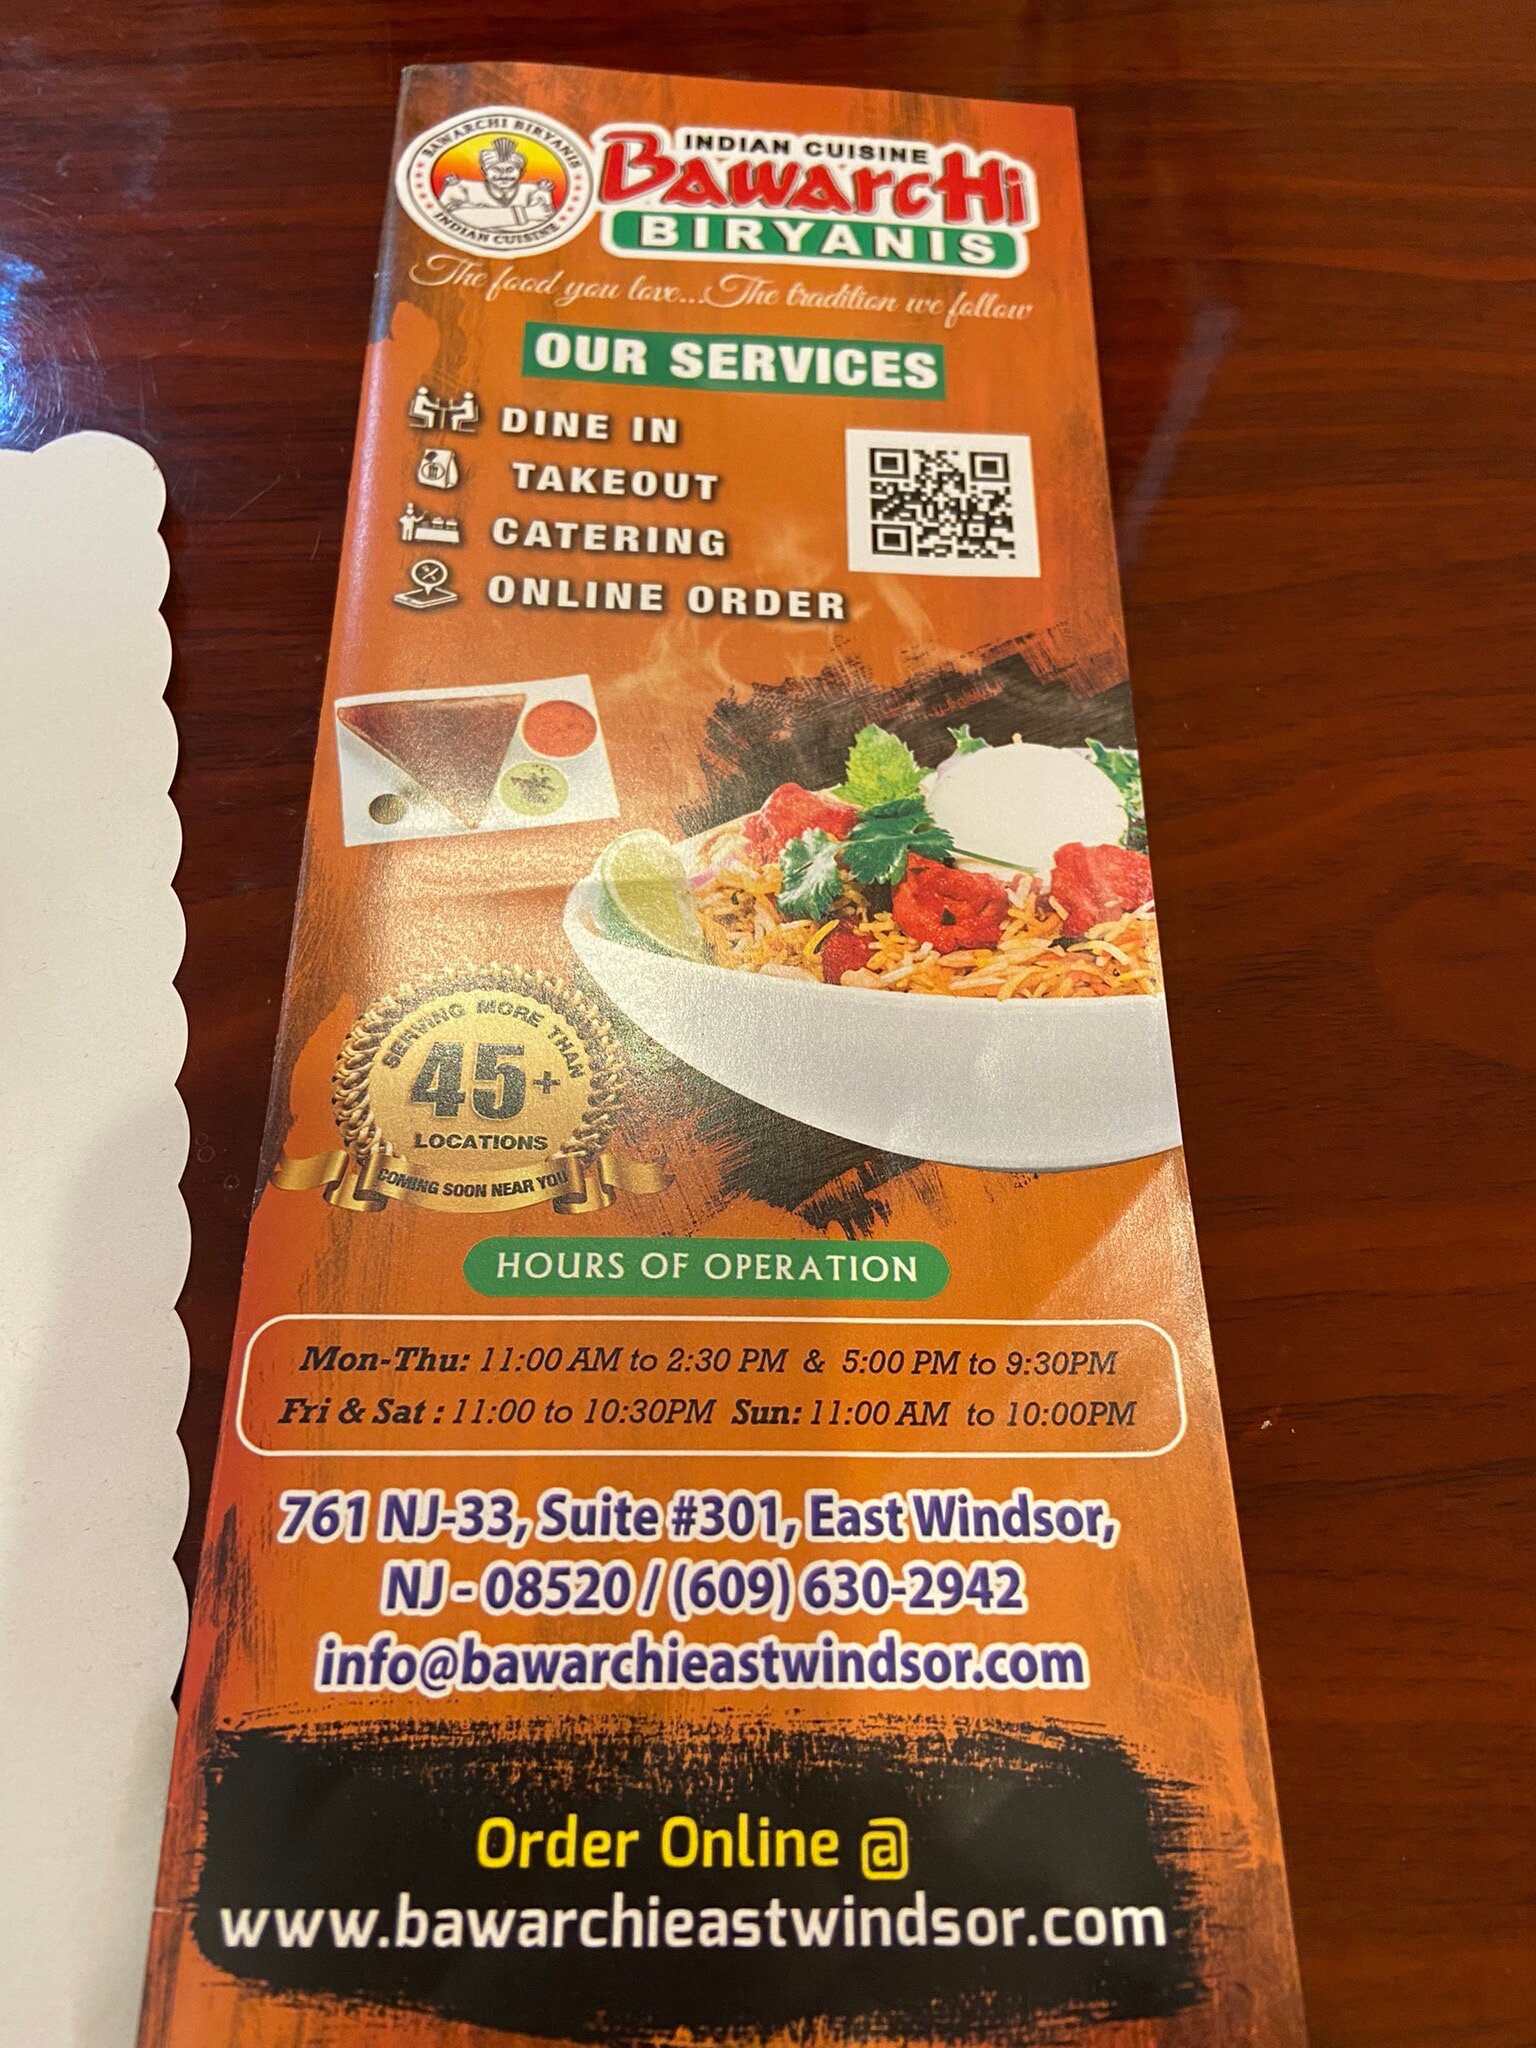 BAWARCHI BIRYANIS
INDIAN CUISINE
INDIAN CUISINE
BAWARCHI
BIRYANIS
The food you love...The tradition we follow
OUR SERVICES
DINE IN
TAKEOUT
CATERING
ONLINE ORDER
SERVING MORE THAN
45+
LOCATIONS
COMING SOON NEAR YOU
HOURS OF OPERATION
Mon-Thu: 11:00 AM to 2:30 PM & 5:00 PM to 9:30PM
Fri & Sat : 11:00 to 10:30PM Sun: 11:00 AM to 10:00PM
761 NJ-33, Suite #301, East Windsor,
NJ - 08520 / (609) 630-2942
info@bawarchieastwindsor.com
Order Online @
www.bawarchieastwindsor.com